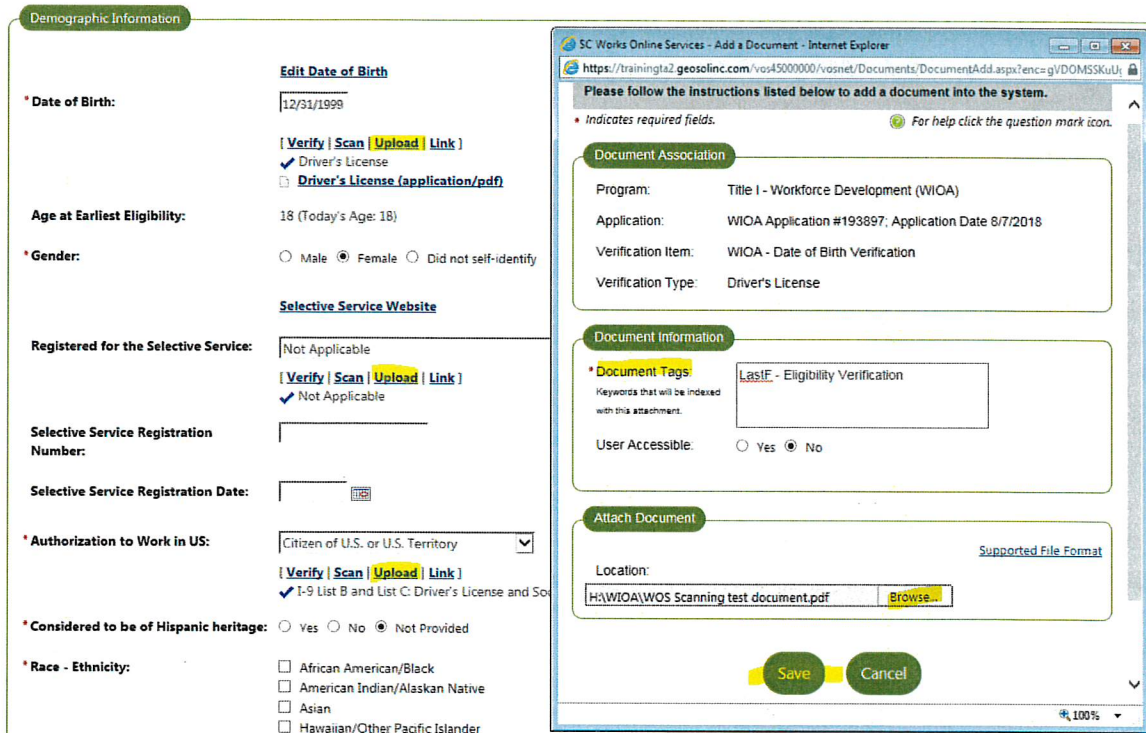 Demographic Information
Edit Date of Birth
* Date of Birth:
12/31/1999
[ Verify | Scan | Upload | Link ]
Driver's License
Driver's License (application/pdf)
Age at Earliest Eligibility:
18 (Today's Age: 18)
* Gender:
Male Female Did not self-identify
Selective Service Website
Registered for the Selective Service:
Not Applicable
[ Verify | Scan | Upload | Link ]
Not Applicable
Selective Service Registration
Number:
Selective Service Registration Date:
* Authorization to Work in US:
Citizen of U.S. or U.S. Territory
[ Verify | Scan | Upload | Link ]
I-9 List B and List C: Driver's License and So
* Considered to be of Hispanic heritage:
Yes No Not Provided
* Race - Ethnicity:
African American/Black
American Indian/Alaskan Native
Asian
Hawaiian/Other Pacific Islander
SC Works Online Services - Add a Document - Internet Explorer
https://trainingta2.geosolinc.com/vos45000000/vosnet/Documents/DocumentAdd.aspx?enc=gVDOMSSKuU
Please follow the instructions listed below to add a document into the system.
* Indicates required fields.
For help click the question mark icon.
Document Association
Program: Title I - Workforce Development (WIOA)
Application: WIOA Application #193897; Application Date 8/7/2018
Verification Item: WIOA - Date of Birth Verification
Verification Type: Driver's License
Document Information
* Document Tags:
Keywords that will be indexed
with this attachment.
LastF - Eligibility Verification
User Accessible: Yes No
Attach Document
Supported File Format
Location:
H:\WIOA\WOS Scanning test document.pdf
Browse...
Save Cancel
100%